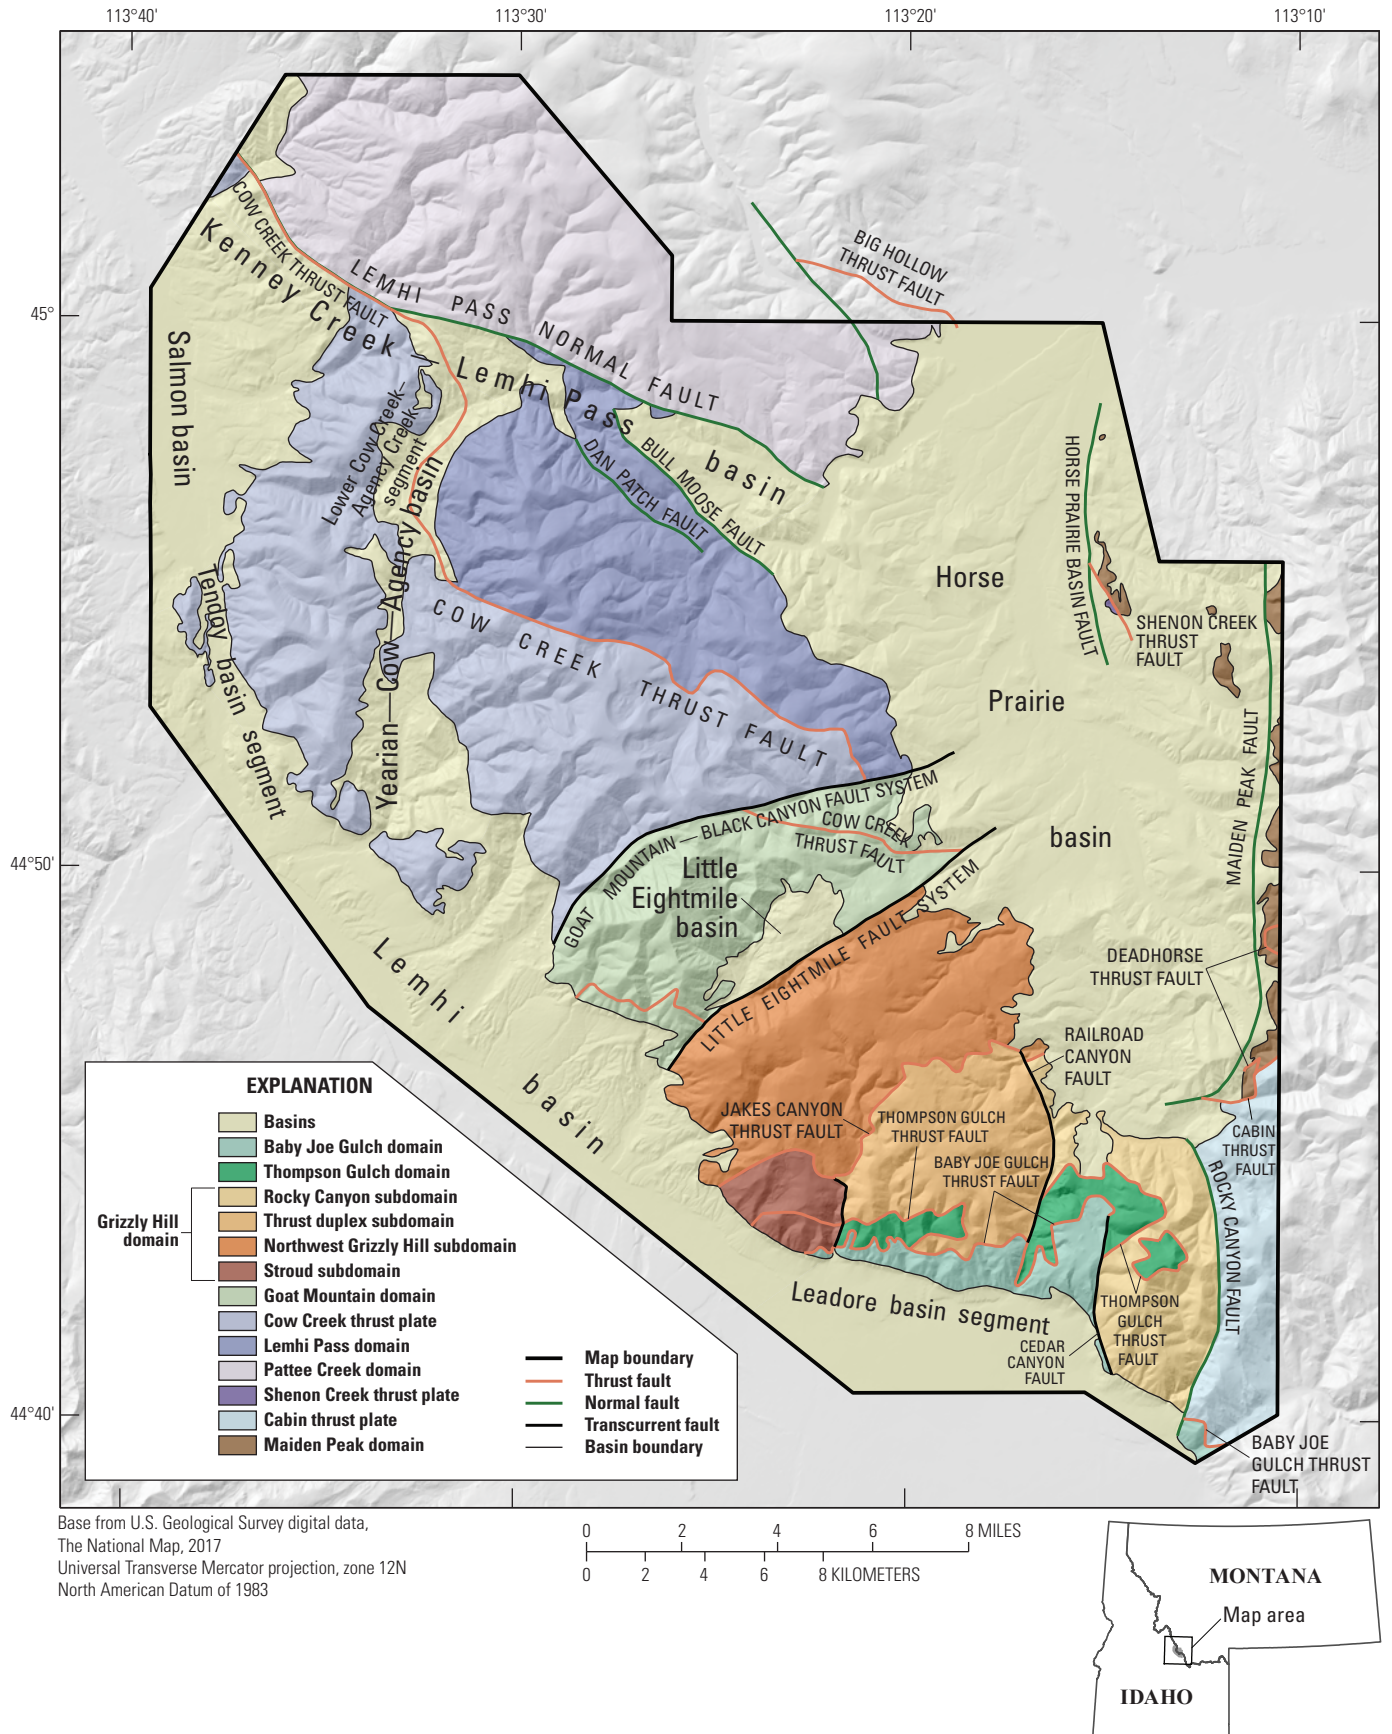 113°40'
113°30'
113°20'
113°10'
45°
44°50'
44°40'
COW CREEK THRUST FAULT
Kenney Creek
LEMHI PASS NORMAL FAULT
BIG HOLLOW
THRUST FAULT
Salmon basin
Lemhi Pass
basin
Lower Cow Creek–
Agency Creek
segment
DAN PATCH FAULT
BULL MOOSE FAULT
HORSE PRAIRIE BASIN FAULT
Horse
Prairie
basin
SHENON CREEK
THRUST
FAULT
Tendoy basin segment
Yearian—Cow—Agency basin
COW CREEK THRUST FAULT
MAIDEN PEAK FAULT
GOAT MOUNTAIN — BLACK CANYON FAULT SYSTEM
COW CREEK
THRUST FAULT
Little
Eightmile
basin
LITTLE EIGHTMILE FAULT SYSTEM
DEADHORSE
THRUST FAULT
Lemhi
basin
RAILROAD
CANYON
FAULT
JAKES CANYON
THRUST FAULT
THOMPSON GULCH
THRUST FAULT
BABY JOE GULCH
THRUST FAULT
CABIN
THRUST
FAULT
ROCKY CANYON FAULT
Leadore basin segment
THOMPSON
GULCH
THRUST
FAULT
CEDAR
CANYON
FAULT
BABY JOE
GULCH THRUST
FAULT
EXPLANATION
Basins
Baby Joe Gulch domain
Thompson Gulch domain
Grizzly Hill
domain
Rocky Canyon subdomain
Thrust duplex subdomain
Northwest Grizzly Hill subdomain
Stroud subdomain
Goat Mountain domain
Cow Creek thrust plate
Lemhi Pass domain
Pattee Creek domain
Shenon Creek thrust plate
Cabin thrust plate
Maiden Peak domain
Map boundary
Thrust fault
Normal fault
Transcurrent fault
Basin boundary
Base from U.S. Geological Survey digital data,
The National Map, 2017
Universal Transverse Mercator projection, zone 12N
North American Datum of 1983
0 2 4 6 8 MILES
0 2 4 6 8 KILOMETERS
MONTANA
Map area
IDAHO